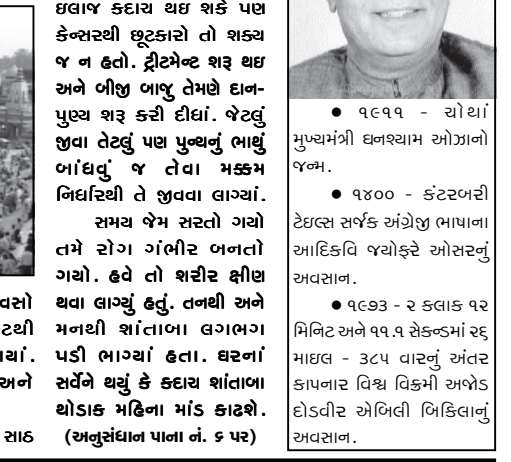 વસો
ટથી
યાં.
અને
સાઠ
ઇલાજ કદાચ થઇ શકે પણ
કેન્સરથી છૂટકારો તો શક્ય
જ ન હતો. ટ્રીટમેન્ટ શરૂ થઇ
અને બીજી બાજુ તેમણે દાન-
પુણ્ય શરૂ કરી દીધાં. જેટલું
જીવા તેટલું પણ પુન્યનું ભાથું
બાંધવું જ તેવા મક્કમ
નિર્ધારથી તે જીવવા લાગ્યાં.
સમય જેમ સરતો ગયો
તમે રોગ ગંભીર બનતો
ગયો. હવે તો શરીર ક્ષીણ
થવા લાગ્યું હતું. તનથી અને
મનથી શાંતાબા લગભગ
પડી ભાગ્યાં હતા. ઘરનાં
સર્વેને થયું કે કદાચ શાંતાબા
થોડાક મહિના માંડ કાઢશે.
(અનુસંધાન પાના નં. ૬ પર)
● ૧૯૧૧ - ચોથાં
મુખ્યમંત્રી ઘનશ્યામ ઓઝાનો
જન્મ.
● ૧૪૦૦ - કંટરબરી
ટેઇલ્સ સર્જક અંગ્રેજી ભાષાના
આદિકવિ જયોફરે ઓસરનું
અવસાન.
● ૧૯૭૩ - ૨ કલાક ૧૨
મિનિટ અને ૧૧.૧ સેકન્ડમાં ૨૬
માઇલ - ૩૮૫ વારનું અંતર
કાપનાર વિશ્વ વિક્રમી અજોડ
દોડવીર એબિલી બિકિલાનું
અવસાન.